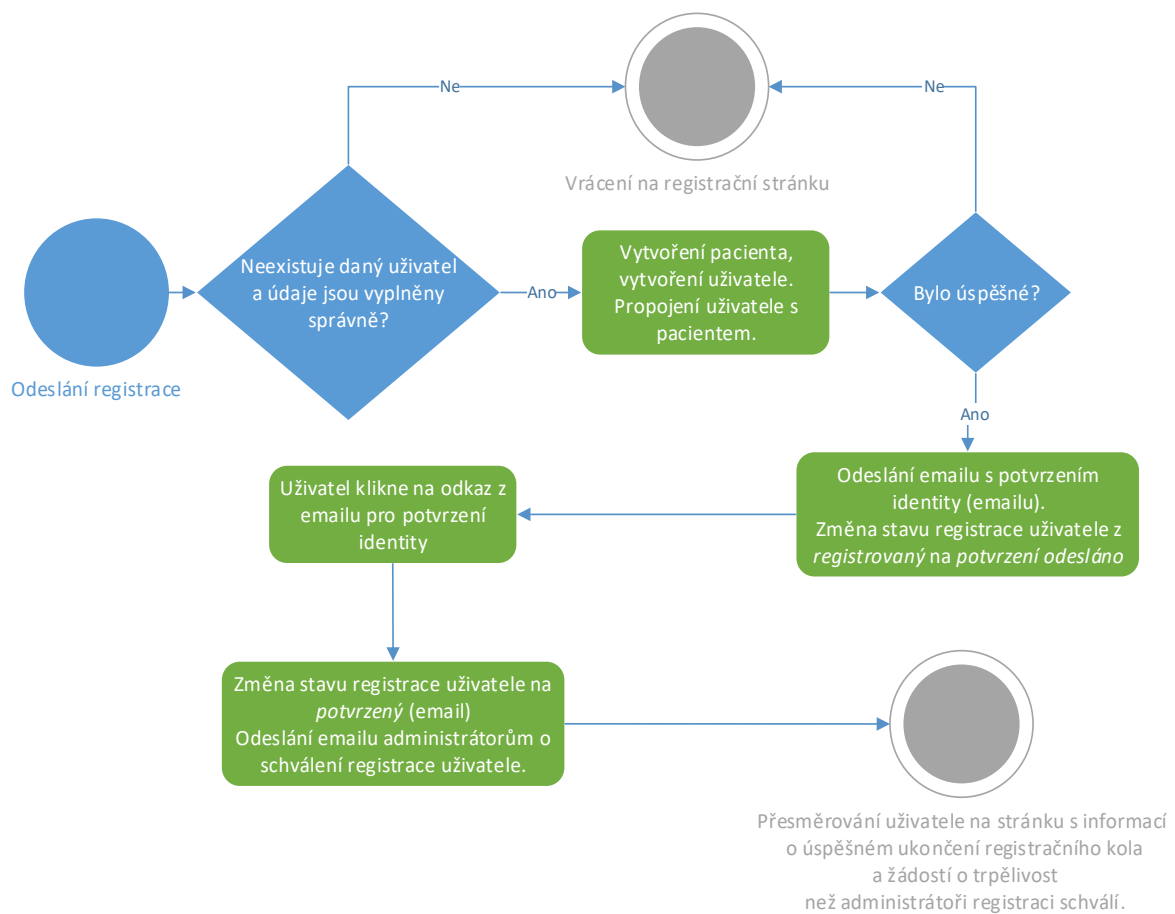 Ne
Ne
Vrácení na registrační stránku
Neexistuje daný uživatel
a údaje jsou vyplněny
správně?
Ano
Vytvoření pacienta,
vytvoření uživatele.
Propojení uživatele s
pacientem.
Bylo úspěšné?
Odeslání registrace
Ano
Uživatel klikne na odkaz z
emailu pro potvrzení
identity
Odeslání emailu s potvrzením
identity (emailu).
Změna stavu registrace uživatele z
registrovaný na potvrzení odesláno
Změna stavu registrace uživatele na
potvrzený (email)
Odeslání emailu administrátorům o
schválení registrace uživatele.
Přesměrování uživatele na stránku s informací
o úspěšném ukončení registračního kola
a žádostí o trpělivost
než administrátoři registraci schválí.